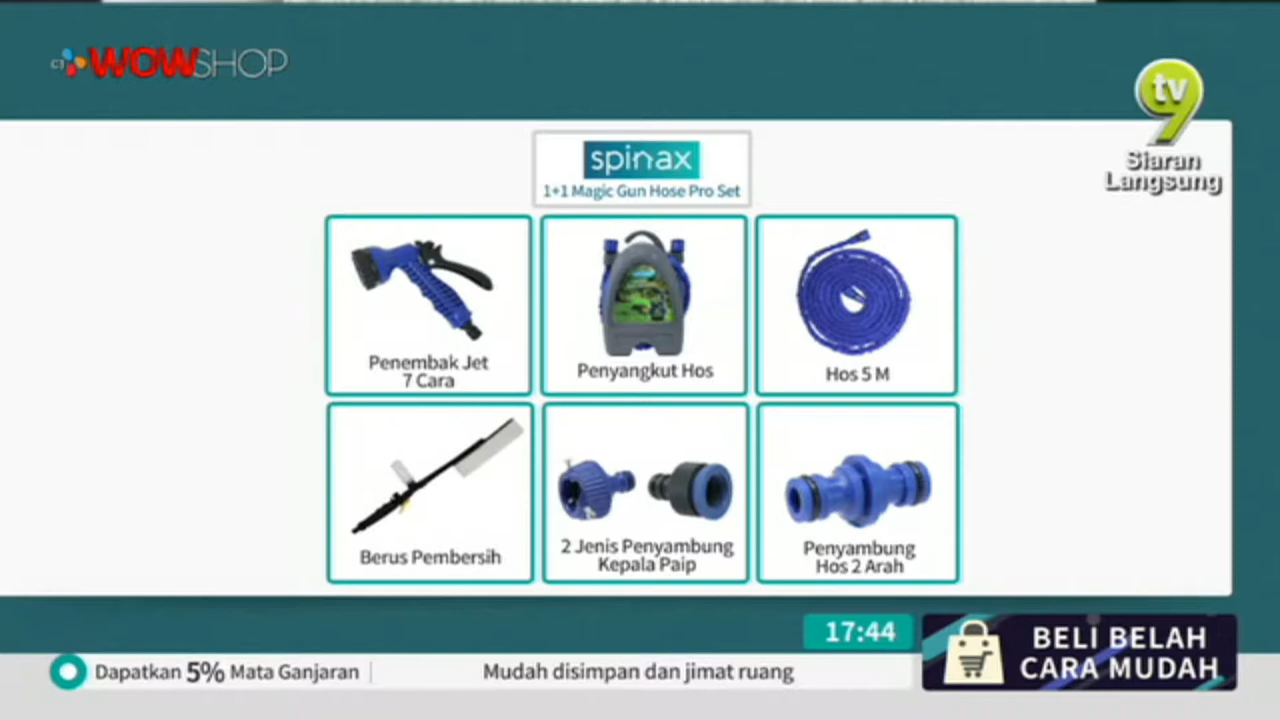 CJ WOWSHOP
tv9
Siaran
Langsung
spinax
1+1 Magic Gun Hose Pro Set
Penembak Jet
7 Cara
Penyangkut Hos
Hos 5 M
Berus Pembersih
2 Jenis Penyambung
Kepala Paip
Penyambung
Hos 2 Arah
17:44
BELI BELAH
CARA MUDAH
Dapatkan 5% Mata Ganjaran
Mudah disimpan dan jimat ruang